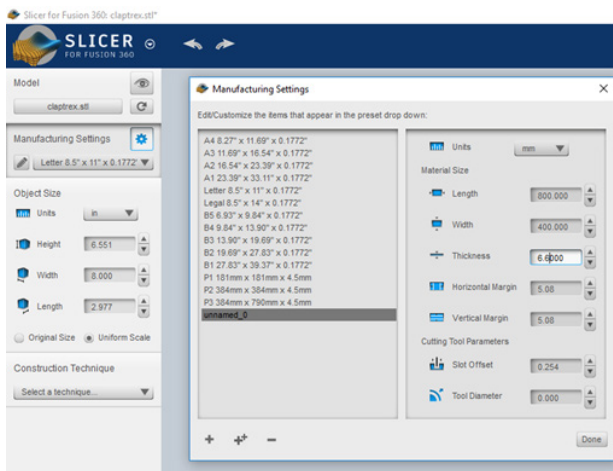 Slicer for Fusion 360: claptrex.stl*
SLICER
FOR FUSION 360
Model
claptrex.stl
Manufacturing Settings
Letter 8.5" x 11" x 0.1772"
Object Size
Units in
Height 6.551
Width 8.000
Length 2.977
Original Size Uniform Scale
Construction Technique
Select a technique...
Manufacturing Settings
Edit/Customize the items that appear in the preset drop down:
A4 8.27" x 11.69" x 0.1772"
A3 11.69" x 16.54" x 0.1772"
A2 16.54" x 23.39" x 0.1772"
A1 23.39" x 33.11" x 0.1772"
Letter 8.5" x 11" x 0.1772"
Legal 8.5" x 14" x 0.1772"
B5 6.93" x 9.84" x 0.1772"
B4 9.84" x 13.90" x 0.1772"
B3 13.90" x 19.69" x 0.1772"
B2 19.69" x 27.83" x 0.1772"
B1 27.83" x 39.37" x 0.1772"
P1 181mm x 181mm x 4.5mm
P2 384mm x 384mm x 4.5mm
P3 384mm x 790mm x 4.5mm
unnamed_0
Units mm
Material Size
Length 800.000
Width 400.000
Thickness 6.6000
Horizontal Margin 5.08
Vertical Margin 5.08
Cutting Tool Parameters
Slot Offset 0.254
Tool Diameter 0.000
Done